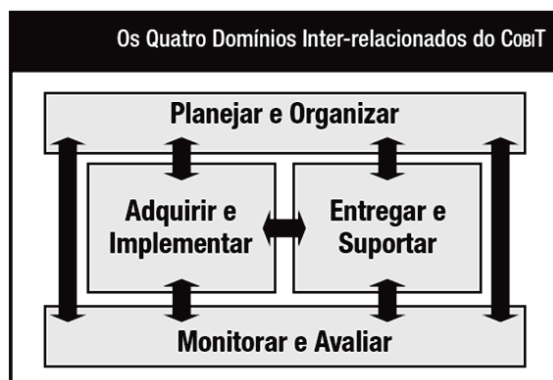 Os Quatro Domínios Inter-relacionados do COBIT
Planejar e Organizar
Adquirir e
Implementar
Entregar e
Suportar
Monitorar e Avaliar